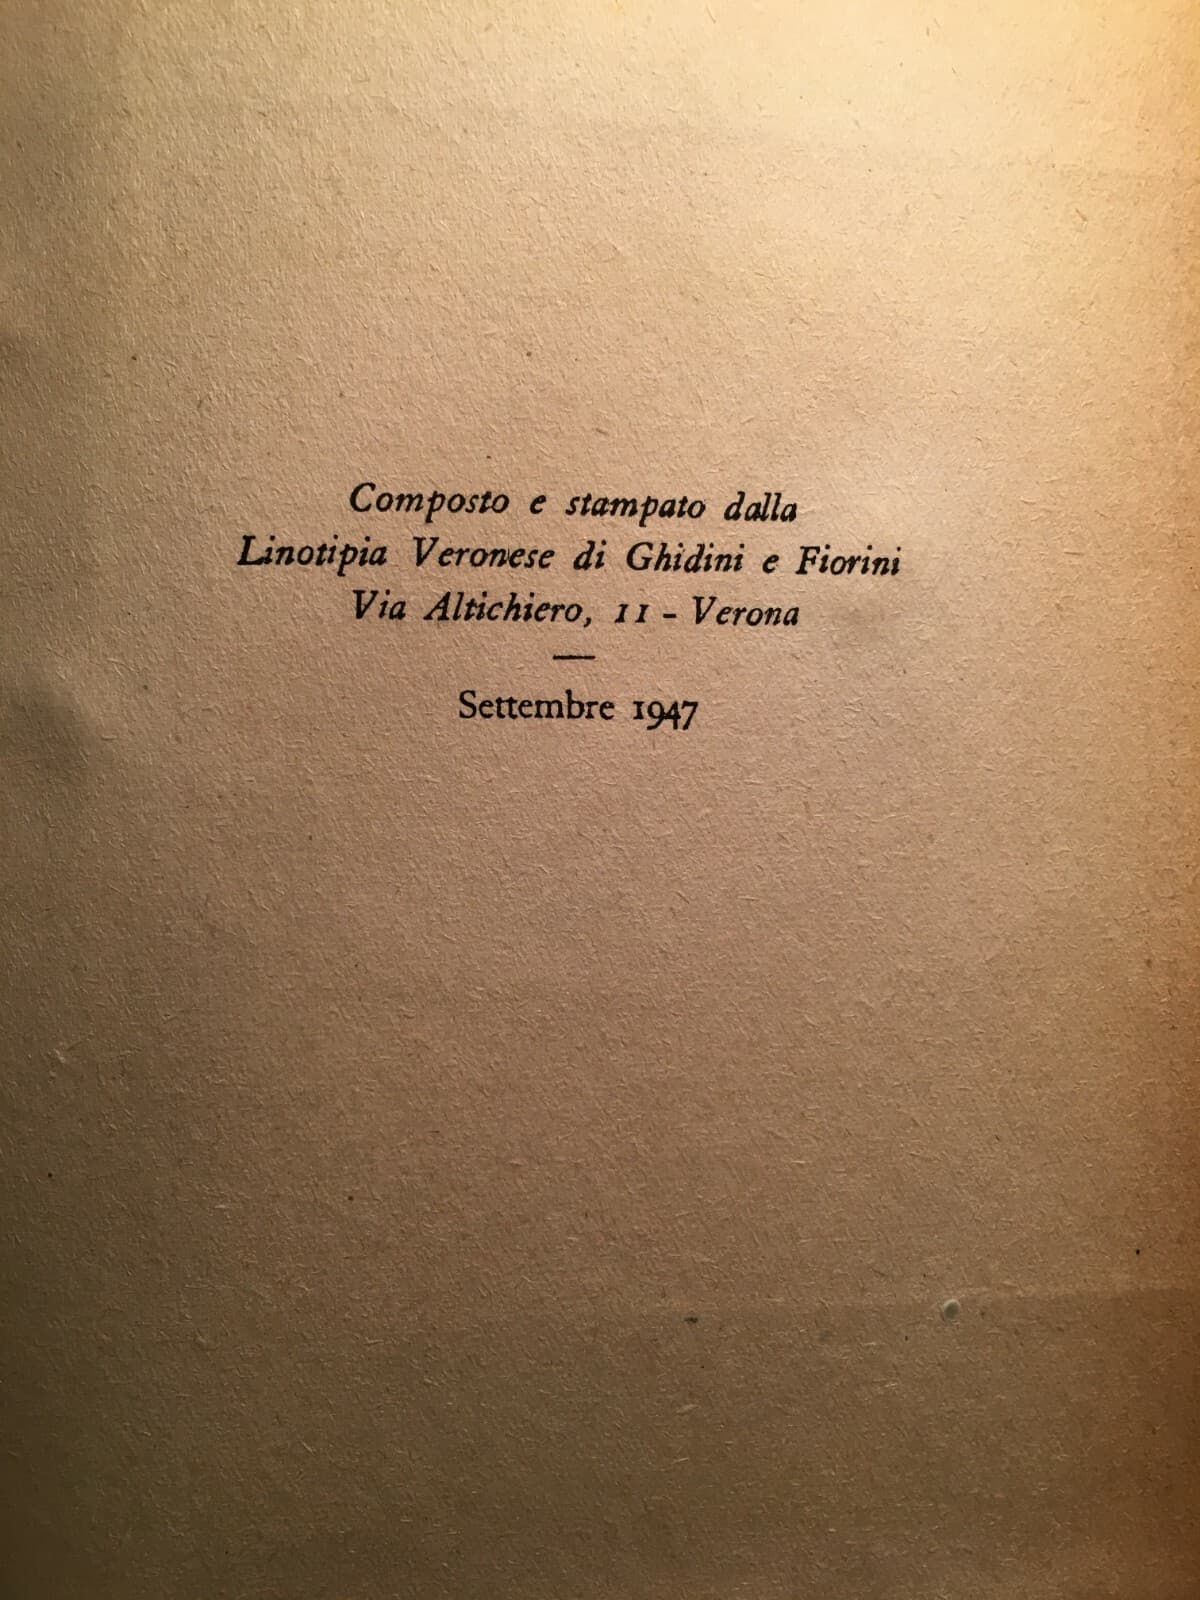 Composto e stampato dalla
Linotipia Veronese di Ghidini e Fiorini
Via Altichiero, 11 - Verona
Settembre 1947